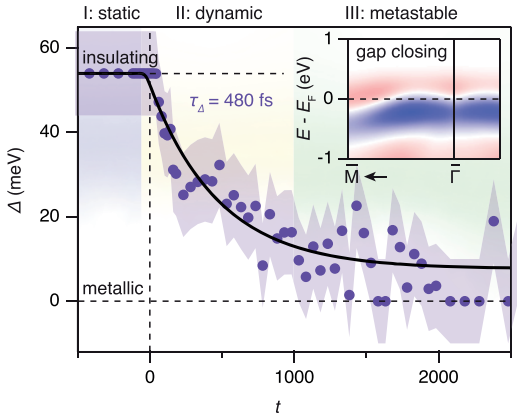 I: static II: dynamic III: metastable
60
insulating
τΔ = 480 fs
40
Δ (meV)
20
metallic
0
0 1000 2000
t
gap closing
1
E - EF (eV)
0
-1
M̅ ← Γ̅